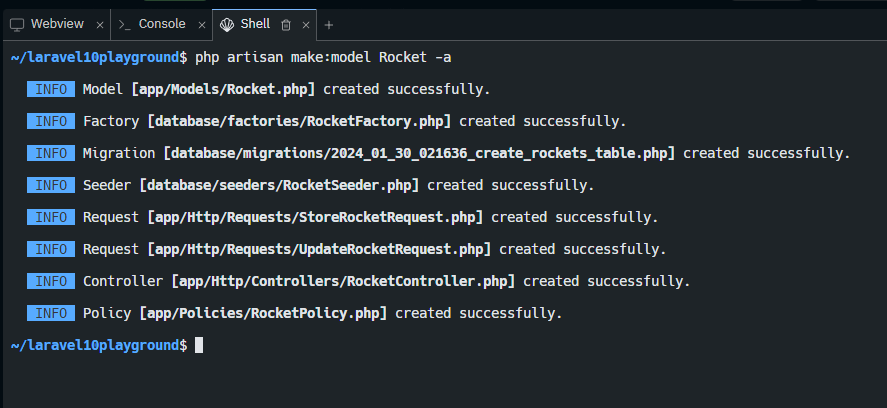 Webview × Console × Shell × +
~/laravel10playground$ php artisan make:model Rocket -a
INFO Model [app/Models/Rocket.php] created successfully.
INFO Factory [database/factories/RocketFactory.php] created successfully.
INFO Migration [database/migrations/2024_01_30_021636_create_rockets_table.php] created successfully.
INFO Seeder [database/seeders/RocketSeeder.php] created successfully.
INFO Request [app/Http/Requests/StoreRocketRequest.php] created successfully.
INFO Request [app/Http/Requests/UpdateRocketRequest.php] created successfully.
INFO Controller [app/Http/Controllers/RocketController.php] created successfully.
INFO Policy [app/Policies/RocketPolicy.php] created successfully.
~/laravel10playground$